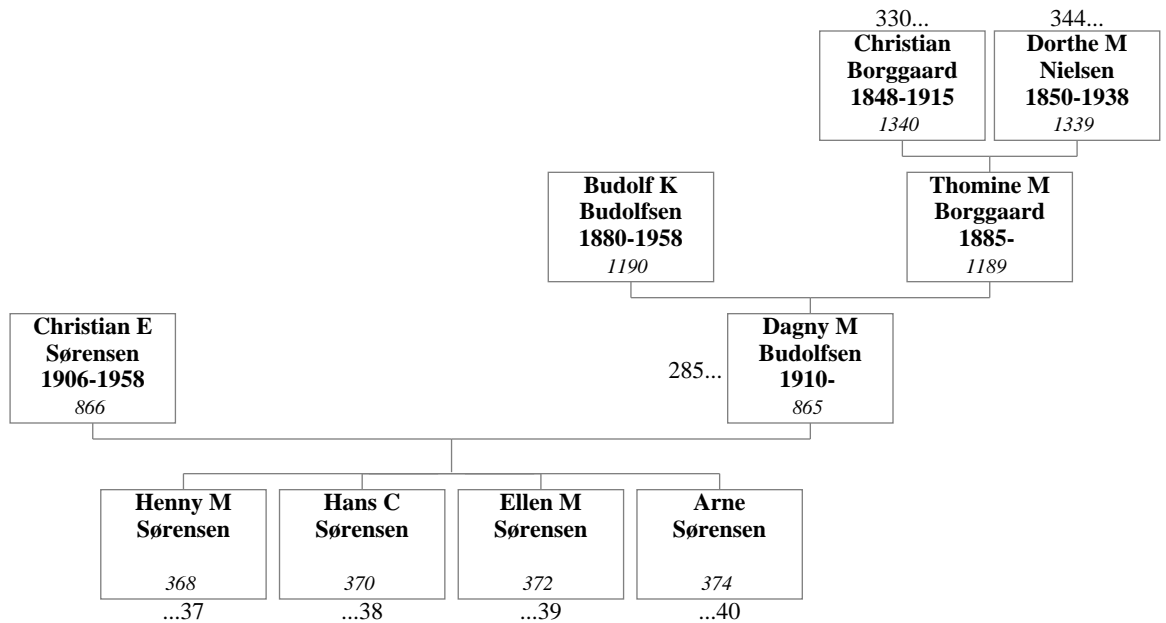 330...
Christian
Borggaard
1848-1915
1340
344...
Dorthe M
Nielsen
1850-1938
1339
Budolf K
Budolfsen
1880-1958
1190
Thomine M
Borggaard
1885-
1189
Christian E
Sørensen
1906-1958
866
285...
Dagny M
Budolfsen
1910-
865
Henny M
Sørensen
368
...37
Hans C
Sørensen
370
...38
Ellen M
Sørensen
372
...39
Arne
Sørensen
374
...40